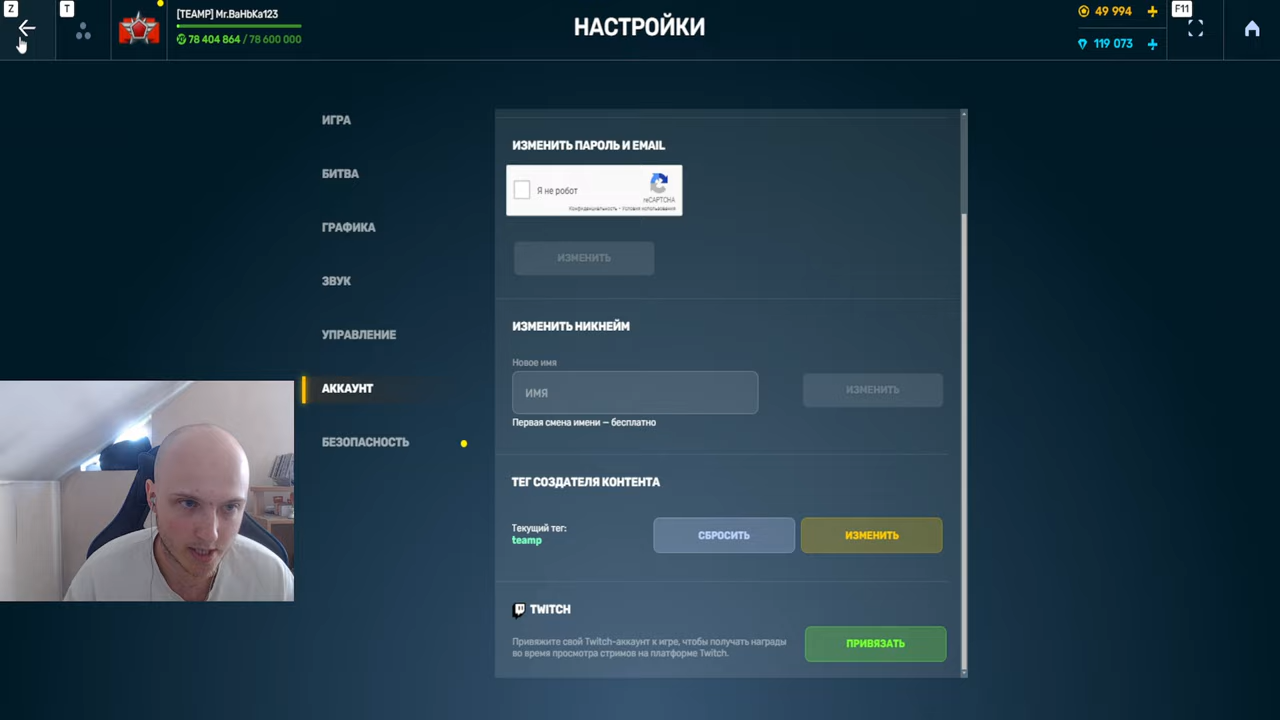 Z
T
[TEAMP] Mr.BaHbKa123
78 404 864 / 78 600 000
НАСТРОЙКИ
49 994
119 073
F11
ИГРА
БИТВА
ГРАФИКА
ЗВУК
УПРАВЛЕНИЕ
АККАУНТ
БЕЗОПАСНОСТЬ
ИЗМЕНИТЬ ПАРОЛЬ И EMAIL
Я не робот
reCAPTCHA
Конфиденциальность - Условия использования
ИЗМЕНИТЬ
ИЗМЕНИТЬ НИКНЕЙМ
Новое имя
ИМЯ
ИЗМЕНИТЬ
Первая смена имени — бесплатно
ТЕГ СОЗДАТЕЛЯ КОНТЕНТА
Текущий тег:
teamp
СБРОСИТЬ
ИЗМЕНИТЬ
TWITCH
Привяжите свой Twitch-аккаунт к игре, чтобы получать награды
во время просмотра стримов на платформе Twitch.
ПРИВЯЗАТЬ